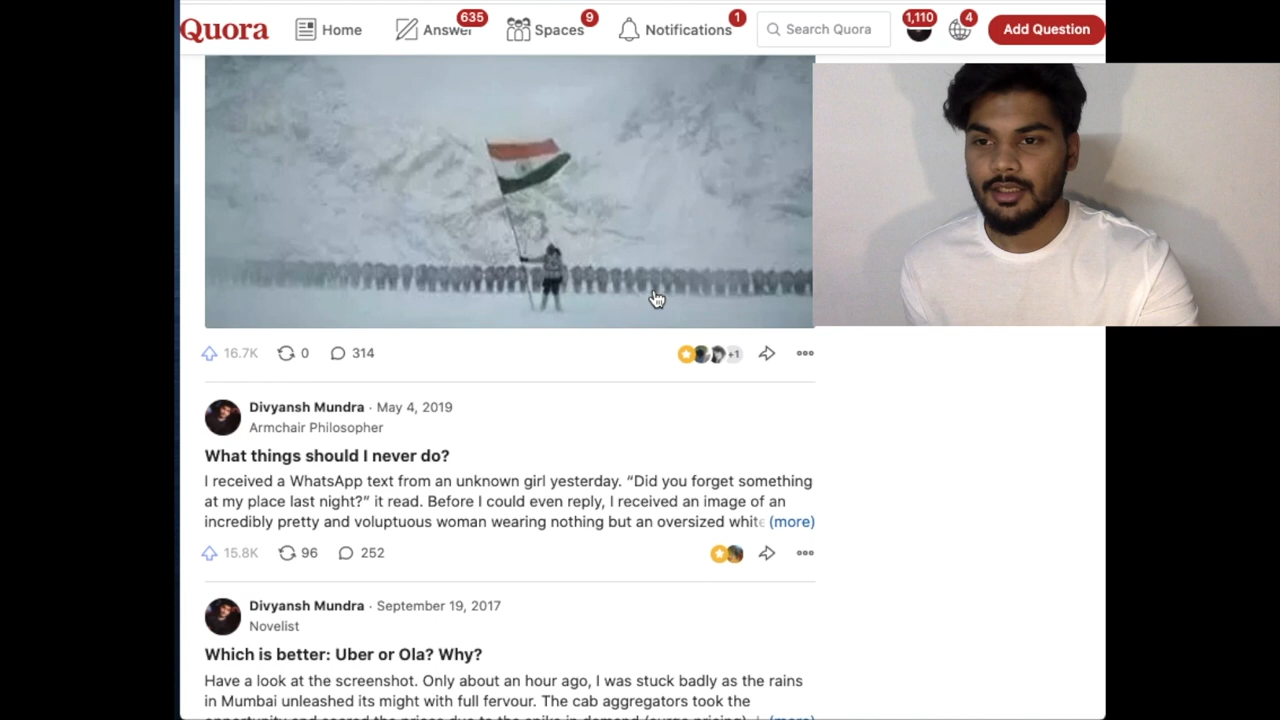 Quora Home Answer 635 Spaces 9 Notifications 1 Search Quora 1,110 4 Add Question
16.7K 0 314 +1
Divyansh Mundra · May 4, 2019
Armchair Philosopher
What things should I never do?
I received a WhatsApp text from an unknown girl yesterday. “Did you forget something
at my place last night?” it read. Before I could even reply, I received an image of an
incredibly pretty and voluptuous woman wearing nothing but an oversized white (more)
15.8K 96 252
Divyansh Mundra · September 19, 2017
Novelist
Which is better: Uber or Ola? Why?
Have a look at the screenshot. Only about an hour ago, I was stuck badly as the rains
in Mumbai unleashed its might with full fervour. The cab aggregators took the
opportunity and soared the prices due to the spike in demand (surge pricing). (more)